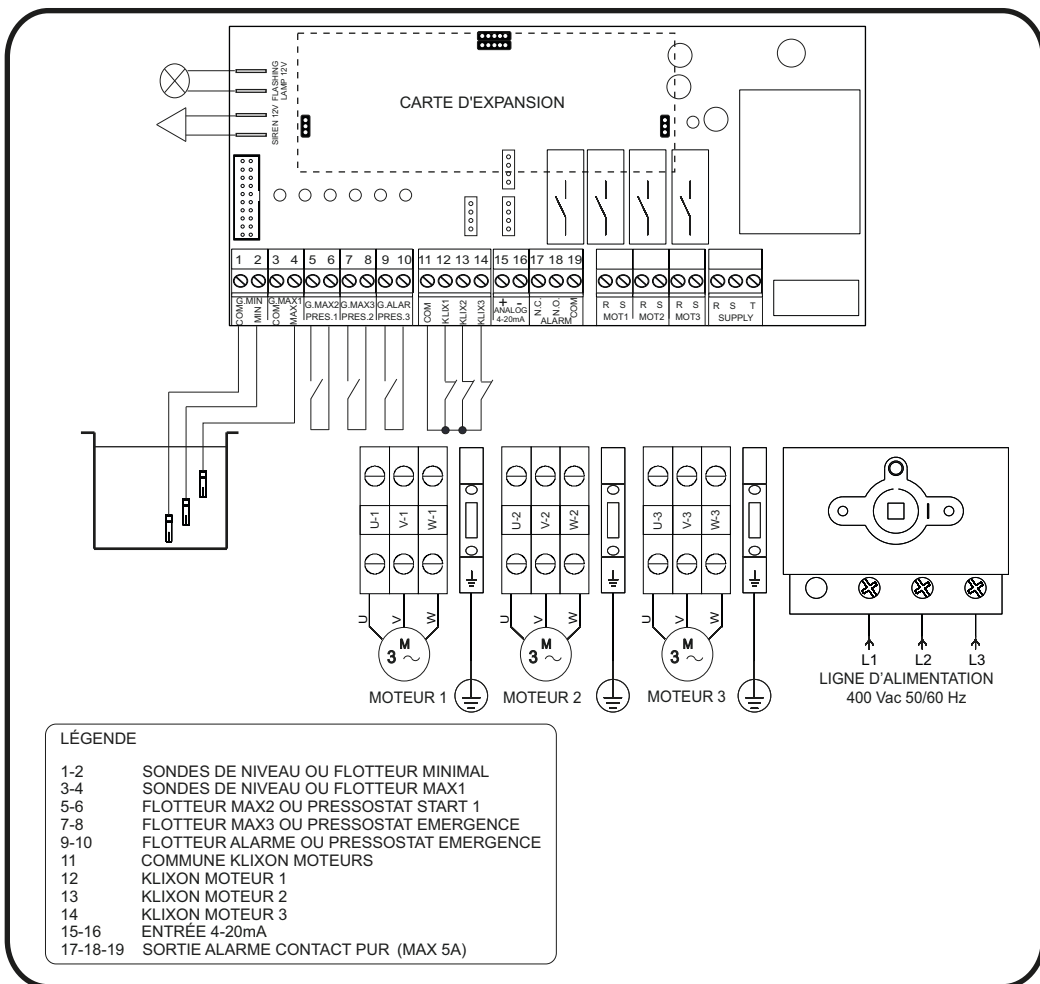 FLASHING
LAMP 12V
SIREN 12V
CARTE D'EXPANSION
1 2 3 4 5 6 7 8 9 10 11 12 13 14 15 16 17 18 19
COM
G.MIN
MIN
G.MAX1
COM
MAX1
G.MAX2
PRES.1
G.MAX3
PRES.2
G.ALAR
PRES.3
COM
KLIX1
KLIX2
KLIX3
+ -
ANALOG
4-20mA
N.C.
N.O.
COM
ALARM
R S
MOT1
R S
MOT2
R S
MOT3
R S T
SUPPLY
U-1 V-1 W-1
U-2 V-2 W-2
U-3 V-3 W-3
U V W
U V W
U V W
M
3 ~
M
3 ~
M
3 ~
MOTEUR 1
MOTEUR 2
MOTEUR 3
L1 L2 L3
LIGNE D'ALIMENTATION
400 Vac 50/60 Hz
LÉGENDE
1-2 SONDES DE NIVEAU OU FLOTTEUR MINIMAL
3-4 SONDES DE NIVEAU OU FLOTTEUR MAX1
5-6 FLOTTEUR MAX2 OU PRESSOSTAT START 1
7-8 FLOTTEUR MAX3 OU PRESSOSTAT EMERGENCE
9-10 FLOTTEUR ALARME OU PRESSOSTAT EMERGENCE
11 COMMUNE KLIXON MOTEURS
12 KLIXON MOTEUR 1
13 KLIXON MOTEUR 2
14 KLIXON MOTEUR 3
15-16 ENTRÉE 4-20mA
17-18-19 SORTIE ALARME CONTACT PUR (MAX 5A)